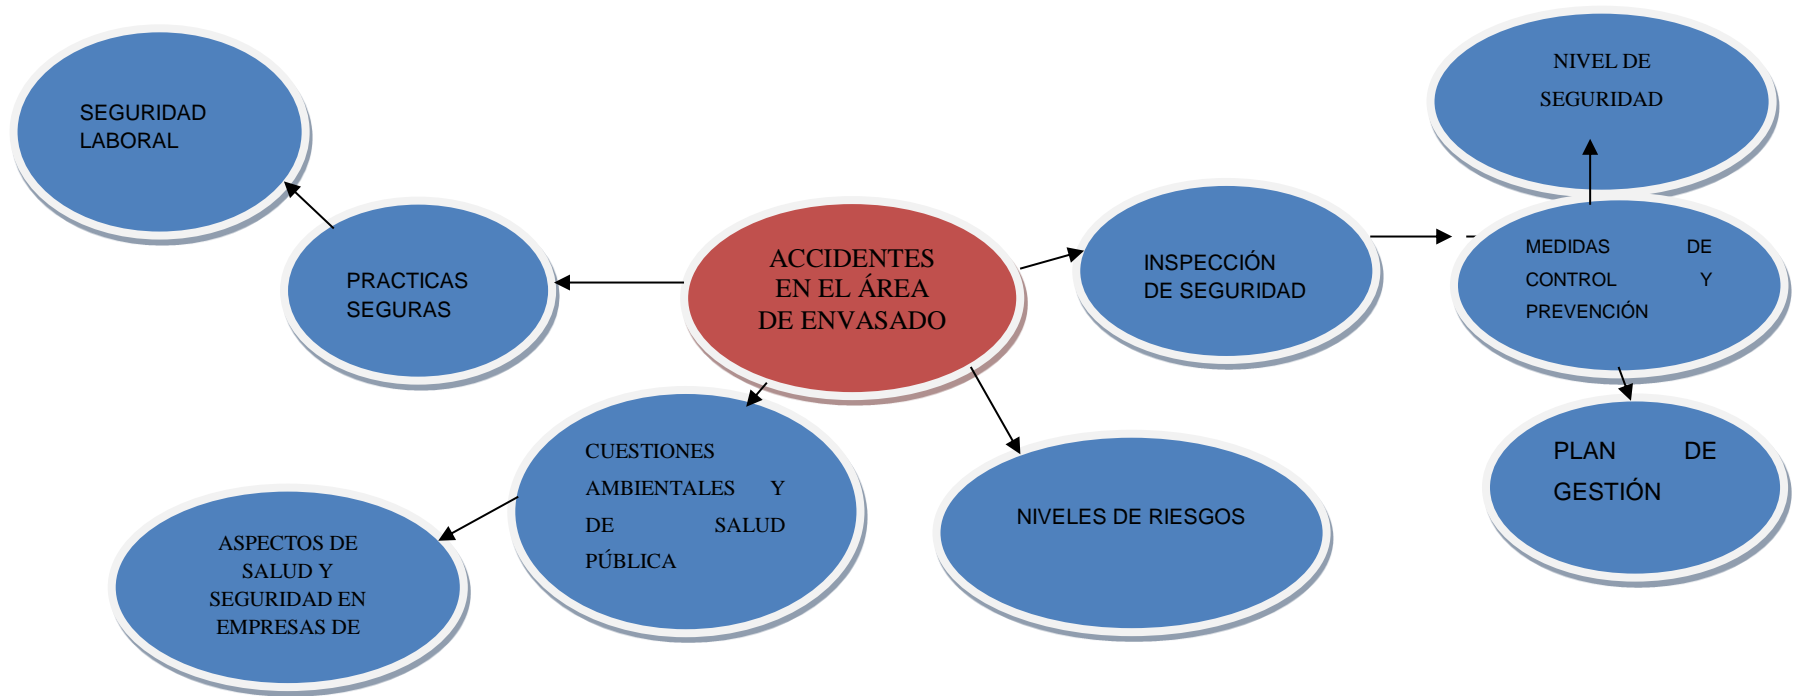 NIVEL DE
SEGURIDAD
SEGURIDAD
LABORAL
ACCIDENTES
EN EL ÁREA
DE ENVASADO
INSPECCIÓN
DE SEGURIDAD
MEDIDAS DE
CONTROL Y
PREVENCIÓN
PRACTICAS
SEGURAS
CUESTIONES
AMBIENTALES Y
DE SALUD
PÚBLICA
NIVELES DE RIESGOS
PLAN DE
GESTIÓN
ASPECTOS DE
SALUD Y
SEGURIDAD EN
EMPRESAS DE